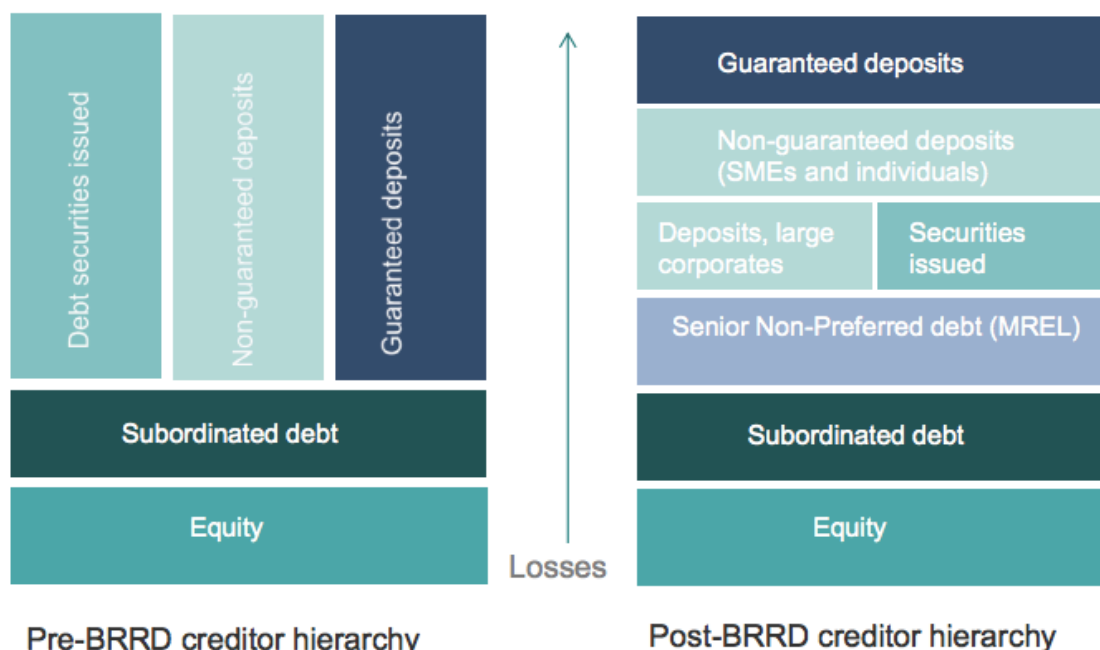 Debt securities issued
Non-guaranteed deposits
Guaranteed deposits
Subordinated debt
Equity
Pre-BRRD creditor hierarchy
Losses
Guaranteed deposits
Non-guaranteed deposits
(SMEs and individuals)
Deposits, large
corporates
Securities
issued
Senior Non-Preferred debt (MREL)
Subordinated debt
Equity
Post-BRRD creditor hierarchy